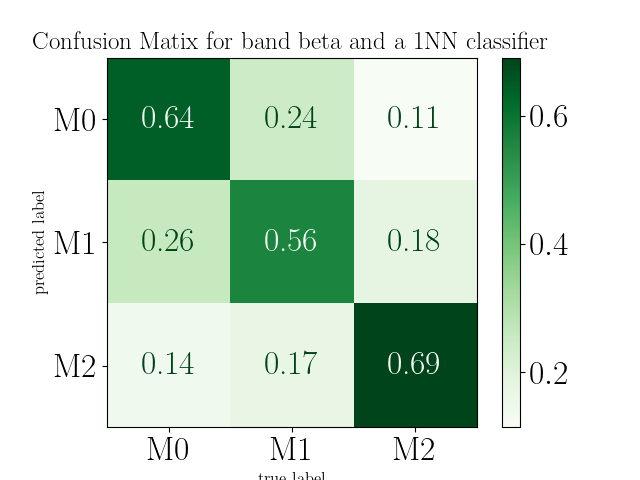 Confusion Matix for band beta and a 1NN classifier
M0 0.64 0.24 0.11
M1 0.26 0.56 0.18
M2 0.14 0.17 0.69
M0 M1 M2
predicted label
true label
0.6
0.4
0.2